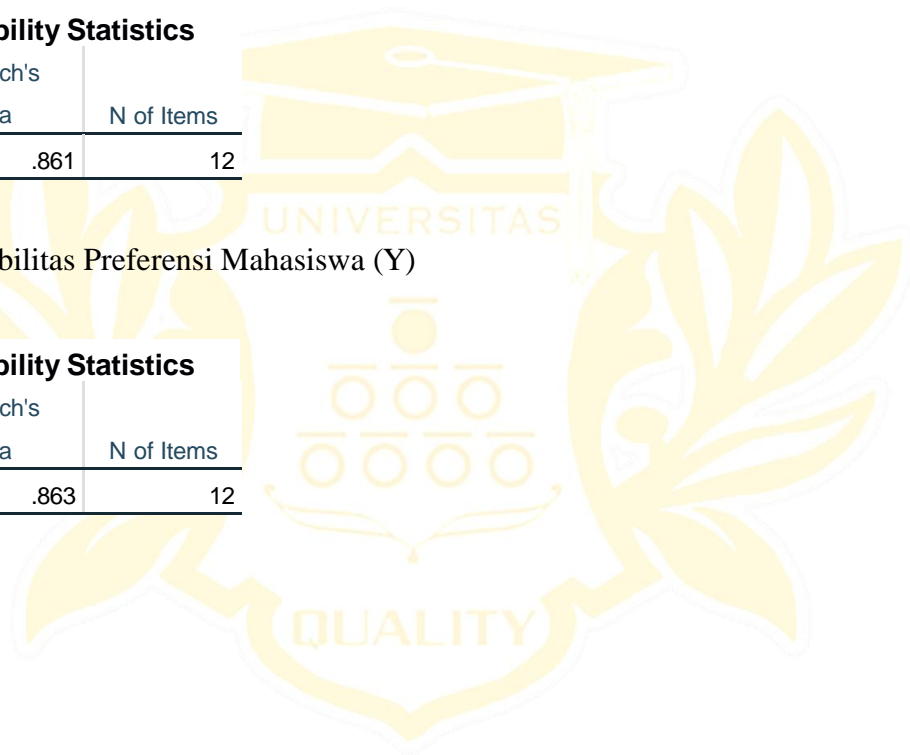 bility Statistics
ch's
a N of Items
.861 12
UNIVERSITAS
bilitas Preferensi Mahasiswa (Y)
bility Statistics
ch's
a N of Items
.863 12
QUALITY